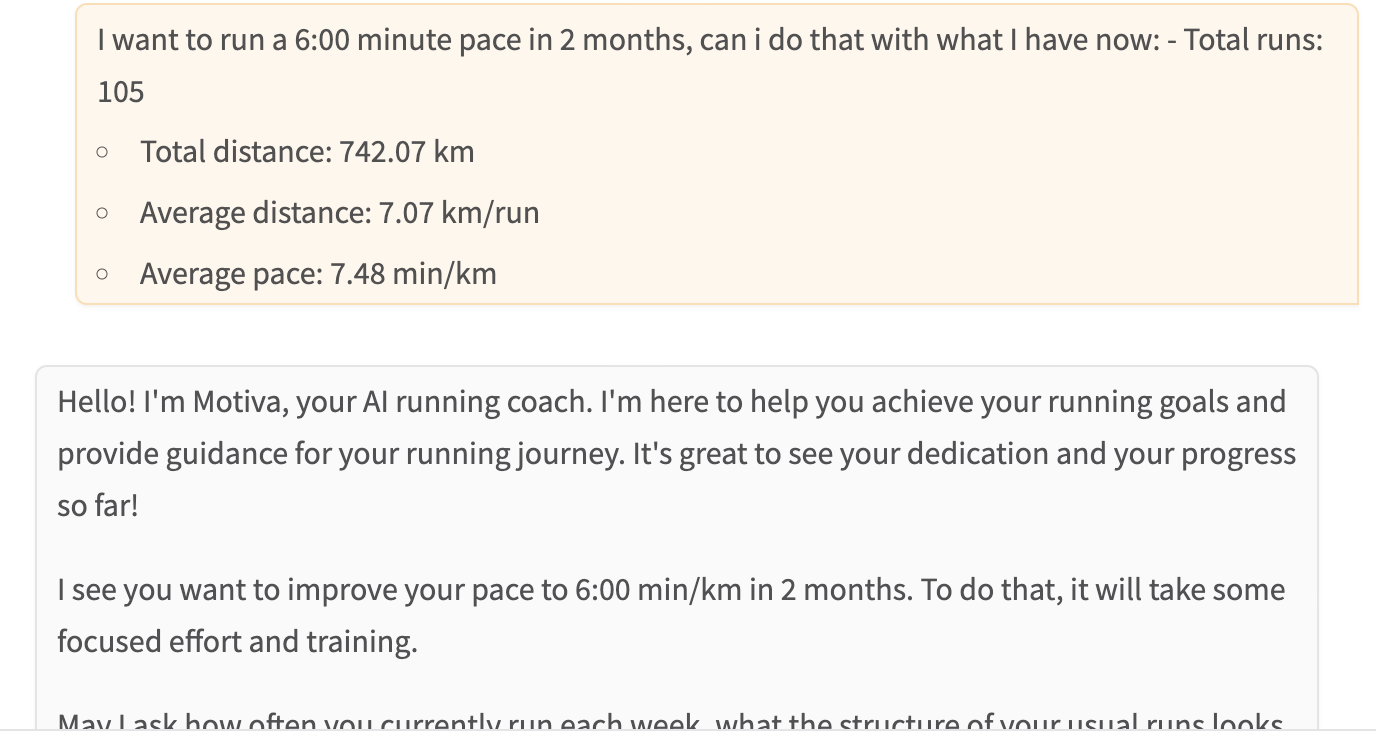 I want to run a 6:00 minute pace in 2 months, can i do that with what I have now: - Total runs:
105
○ Total distance: 742.07 km
○ Average distance: 7.07 km/run
○ Average pace: 7.48 min/km
Hello! I'm Motiva, your AI running coach. I'm here to help you achieve your running goals and
provide guidance for your running journey. It's great to see your dedication and your progress
so far!
I see you want to improve your pace to 6:00 min/km in 2 months. To do that, it will take some
focused effort and training.
May I ask how often you currently run each week, what the structure of your usual runs looks